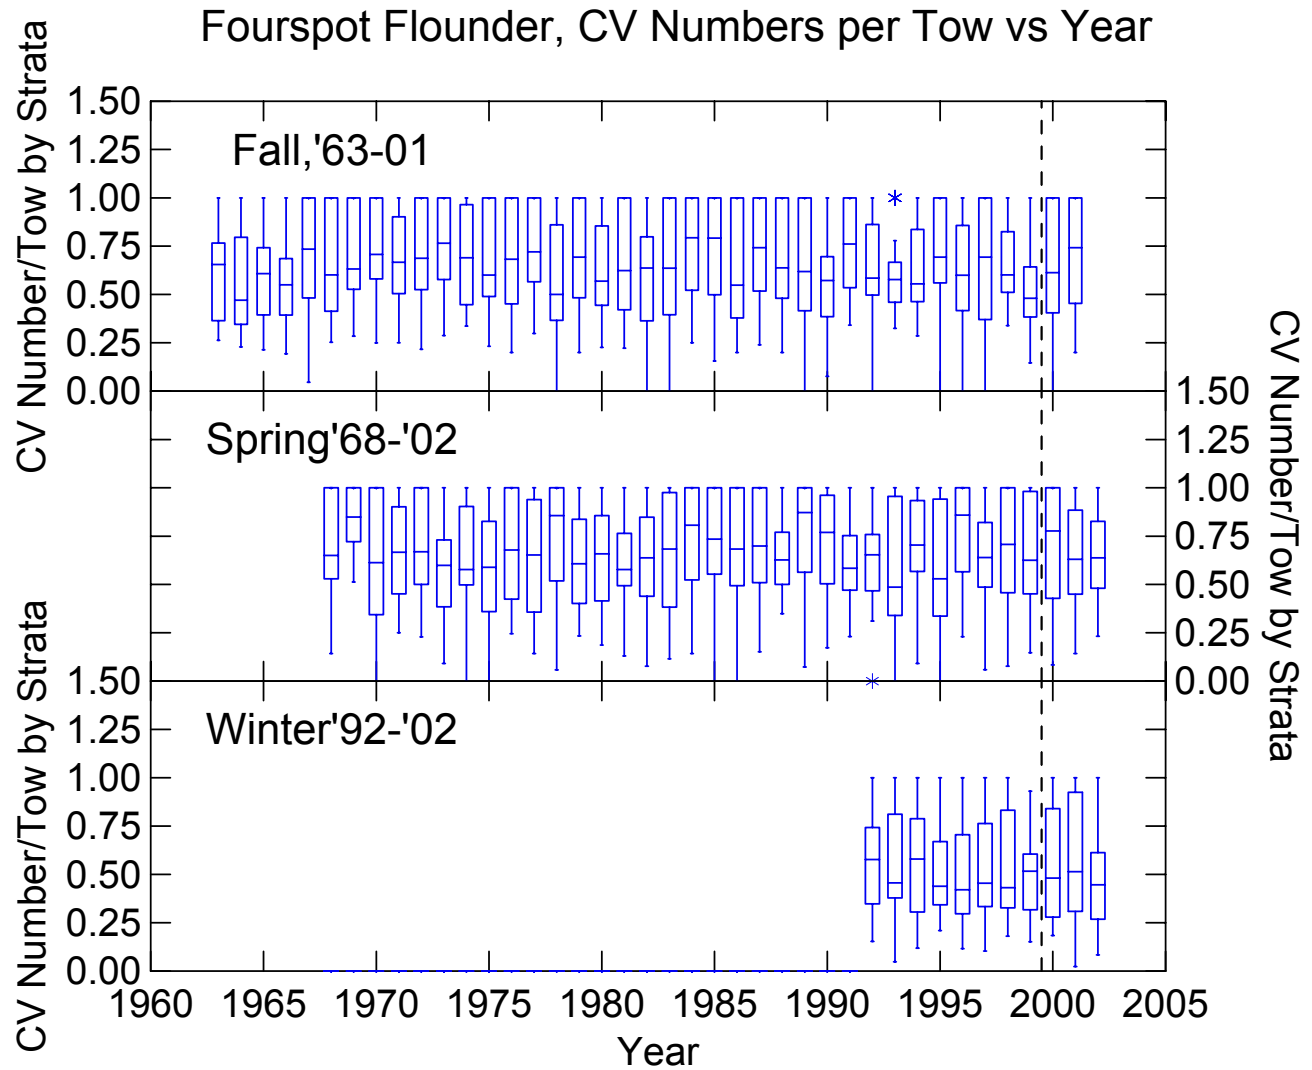 Fourspot Flounder, CV Numbers per Tow vs Year
CV Number/Tow by Strata
1.50
1.25
1.00
0.75
0.50
0.25
0.00
Fall,'63-01
Spring'68-'02
1.50
1.25
1.00
0.75
0.50
0.25
0.00
CV Number/Tow by Strata
CV Number/Tow by Strata
1.50
1.25
1.00
0.75
0.50
0.25
0.00
Winter'92-'02
1960 1965 1970 1975 1980 1985 1990 1995 2000 2005
Year